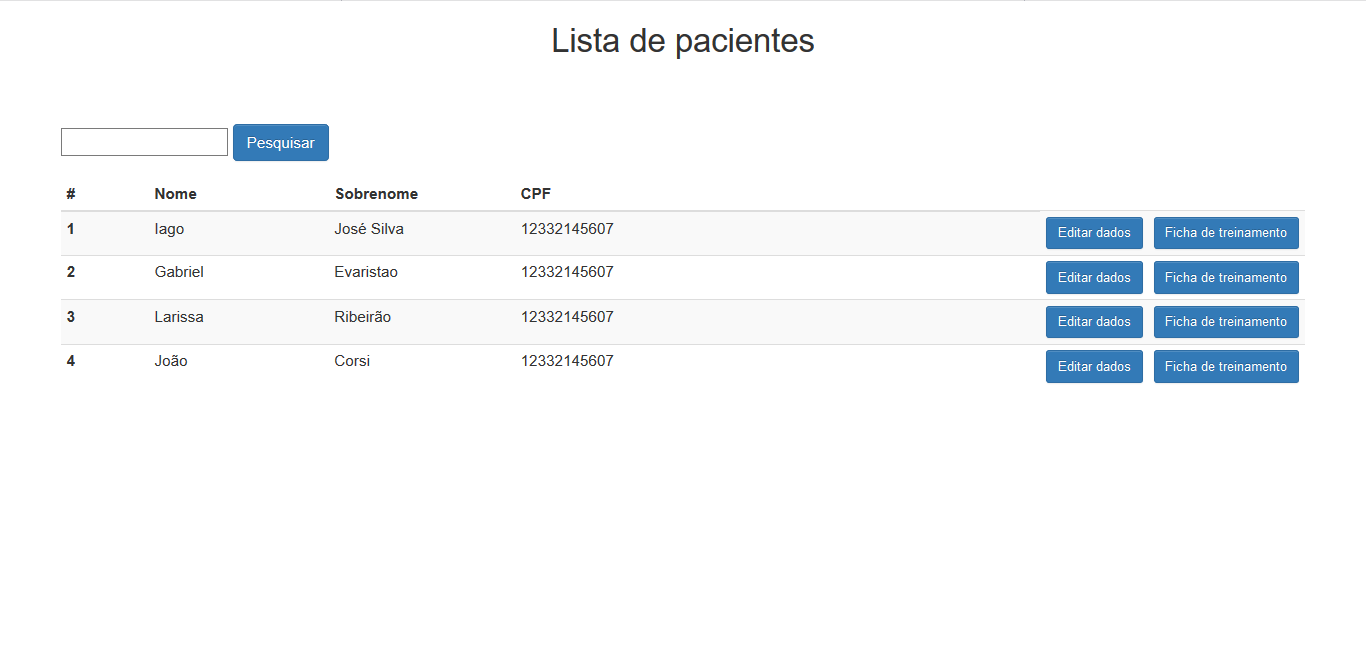 Lista de pacientes
Pesquisar
# Nome Sobrenome CPF
1 Iago José Silva 12332145607 Editar dados Ficha de treinamento
2 Gabriel Evaristao 12332145607 Editar dados Ficha de treinamento
3 Larissa Ribeirão 12332145607 Editar dados Ficha de treinamento
4 João Corsi 12332145607 Editar dados Ficha de treinamento